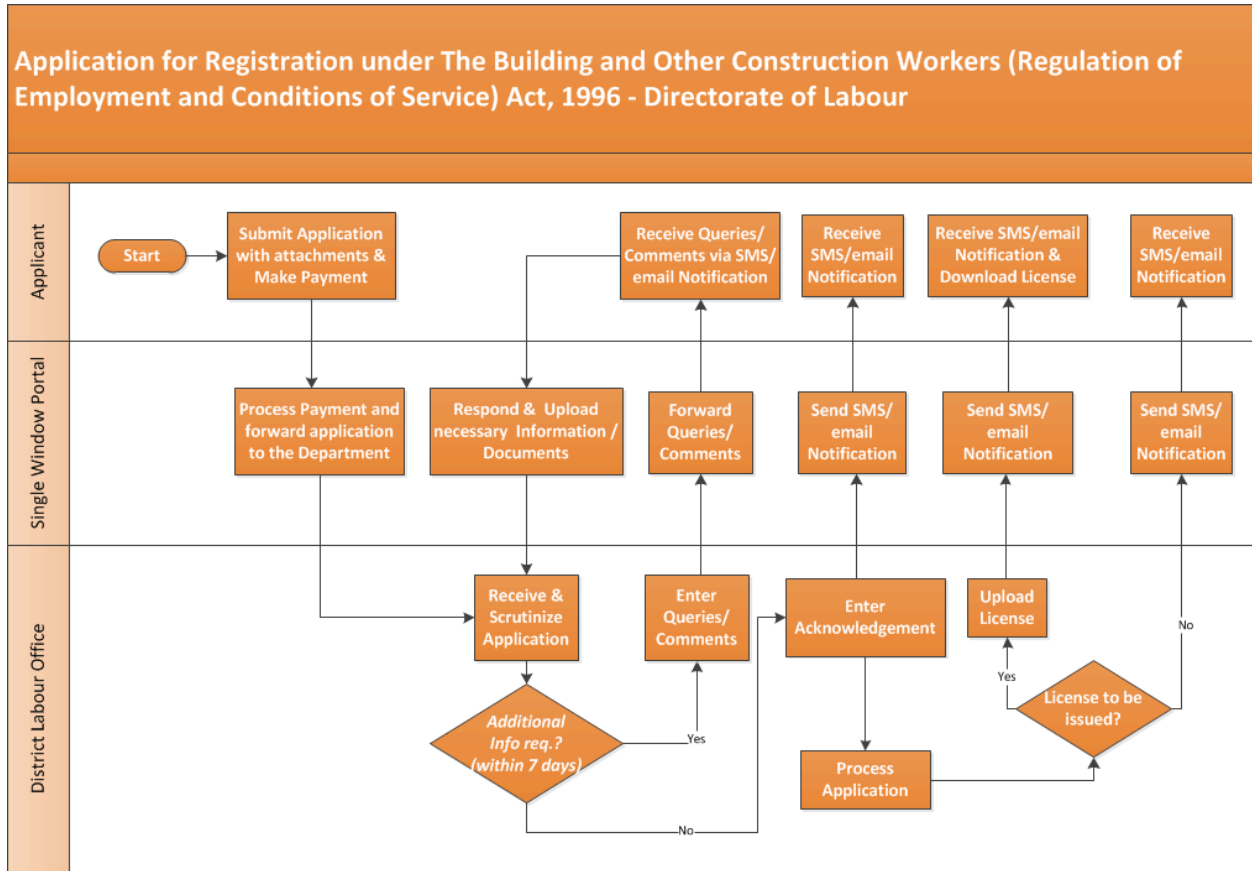 Application for Registration under The Building and Other Construction Workers (Regulation of
Employment and Conditions of Service) Act, 1996 - Directorate of Labour
Applicant
Start
Submit Application
with attachments &
Make Payment
Receive Queries/
Comments via SMS/
email Notification
Receive
SMS/email
Notification
Receive SMS/email
Notification &
Download License
Receive
SMS/email
Notification
Single Window Portal
Process Payment and
forward application
to the Department
Respond & Upload
necessary Information /
Documents
Forward
Queries/
Comments
Send SMS/
email
Notification
Send SMS/
email
Notification
Send SMS/
email
Notification
District Labour Office
Receive &
Scrutinize
Application
Enter
Queries/
Comments
Enter
Acknowledgement
Upload
License
No
Yes
License to be
issued?
Additional
Info req.?
(within 7 days)
Yes
Process
Application
No